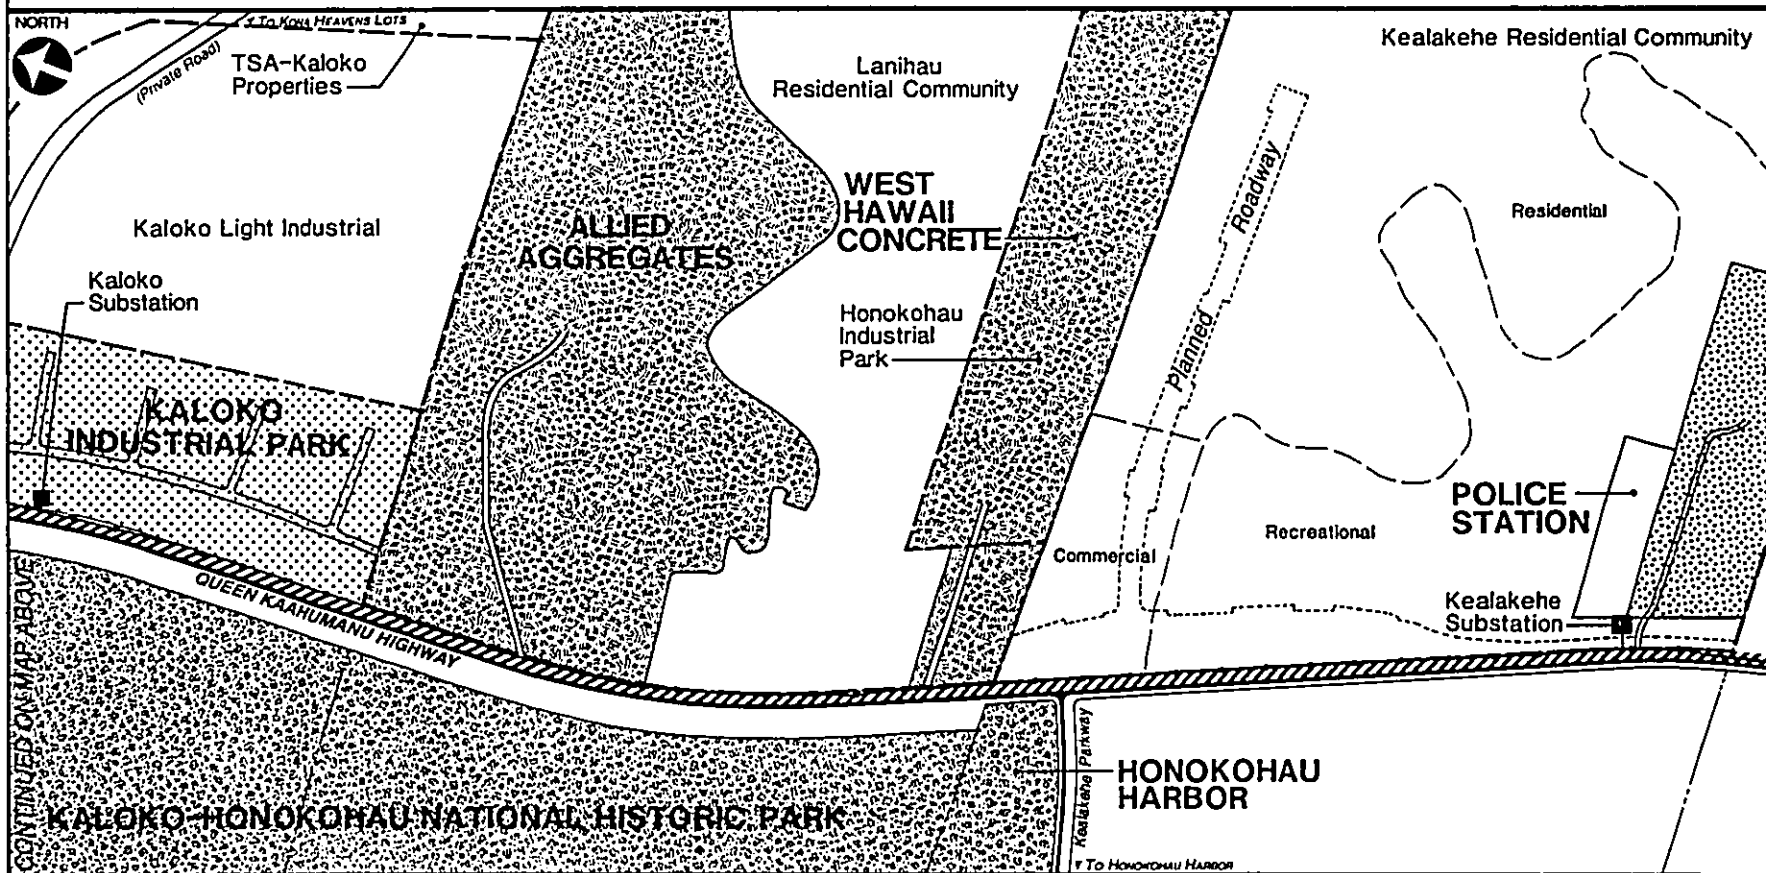 NORTH
▼ TO KONA HEAVENS LOTS
(Private Road)
TSA-Kaloko
Properties
Lanihau
Residential Community
Kealakehe Residential Community
Kaloko Light Industrial
ALLIED
AGGREGATES
WEST
HAWAII
CONCRETE
Roadway
Planned
Residential
Kaloko
Substation
Honokohau
Industrial
Park
KALOKO
INDUSTRIAL PARK
POLICE
STATION
Commercial
Recreational
Kealakehe
Substation
QUEEN KAAHUMANU HIGHWAY
CONTINUED ON MAP ABOVE
Kealakehe Parkway
HONOKOHAU
HARBOR
KALOKO-HONOKOHAU NATIONAL HISTORIC PARK
▼ TO HONOKOHAU HARBOR